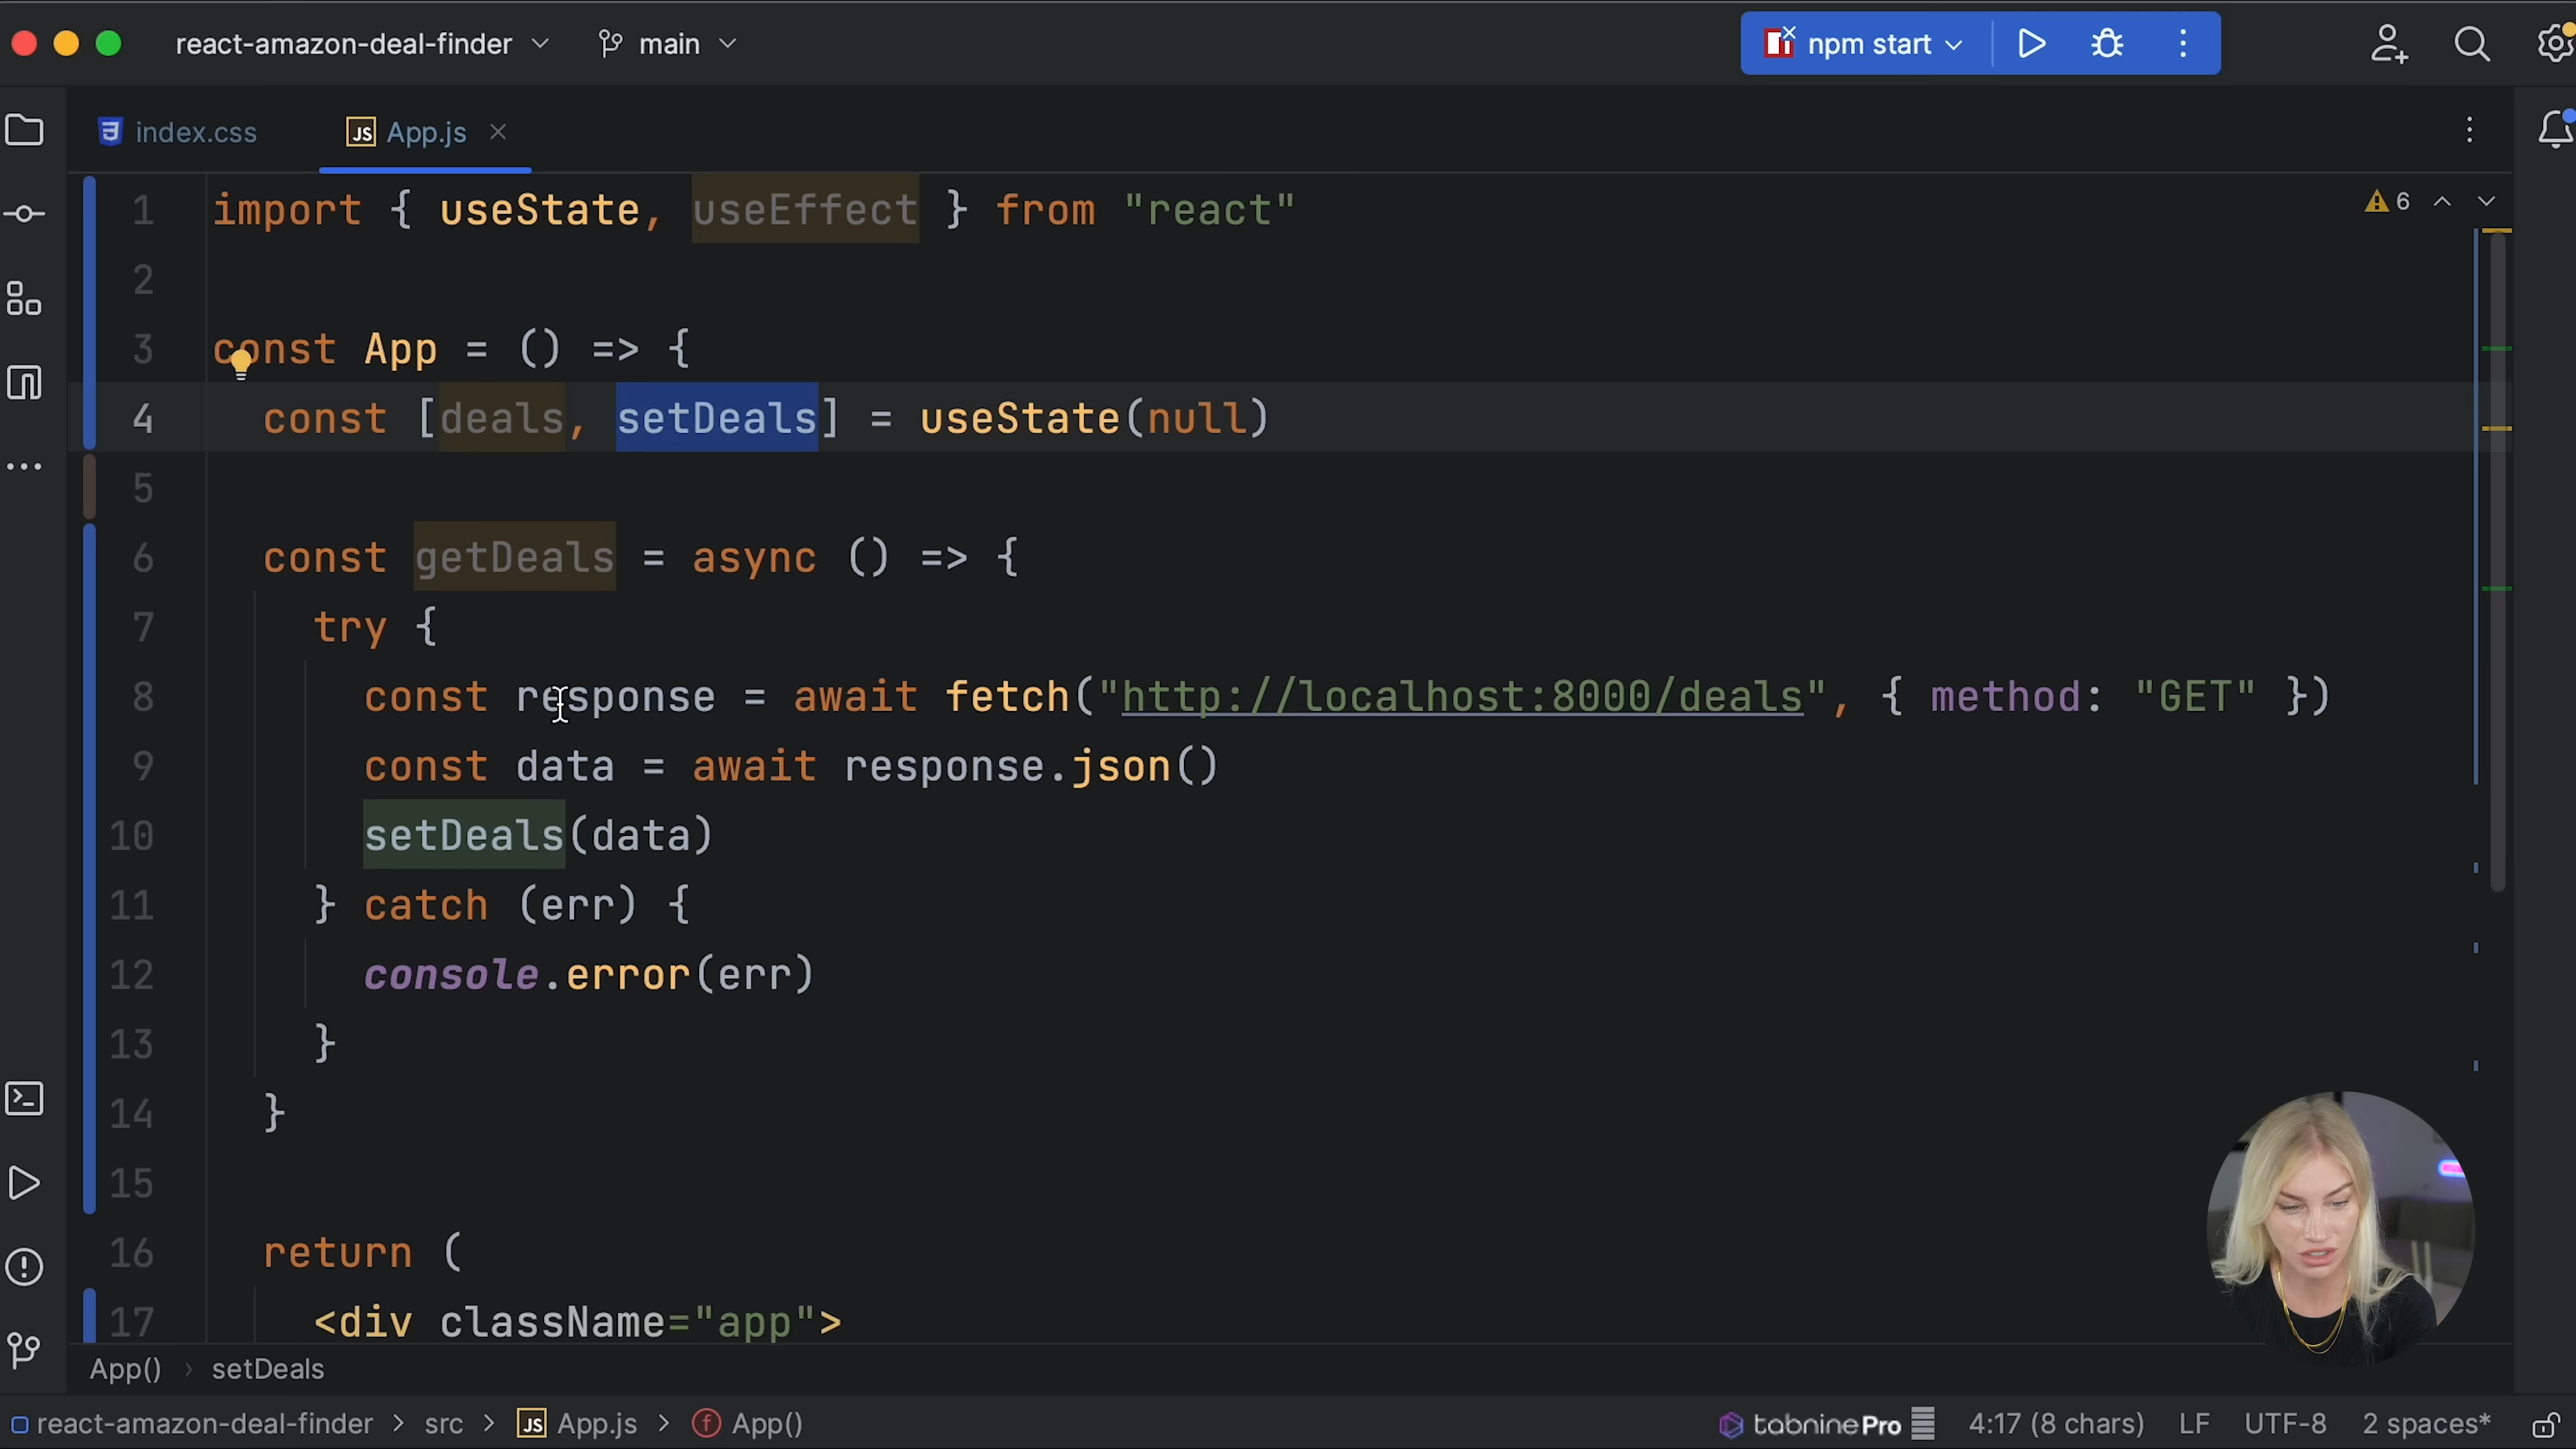 react-amazon-deal-finder main npm start
index.css JS App.js
1 import { useState, useEffect } from "react" 6
2
3 const App = () => {
4 const [deals, setDeals] = useState(null)
5
6 const getDeals = async () => {
7 try {
8 const response = await fetch("http://localhost:8000/deals", { method: "GET" })
9 const data = await response.json()
10 setDeals(data)
11 } catch (err) {
12 console.error(err)
13 }
14 }
15
16 return (
17 <div className="app">
App() › setDeals
react-amazon-deal-finder > src > JS App.js > f App() tabnine Pro 4:17 (8 chars) LF UTF-8 2 spaces*